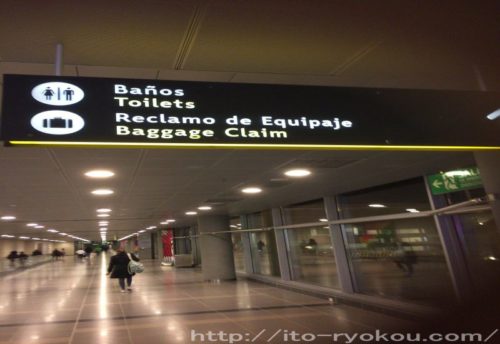 Baños
Toilets
Reclamo de Equipaje
Baggage Claim
http://ito-ryokou.com/